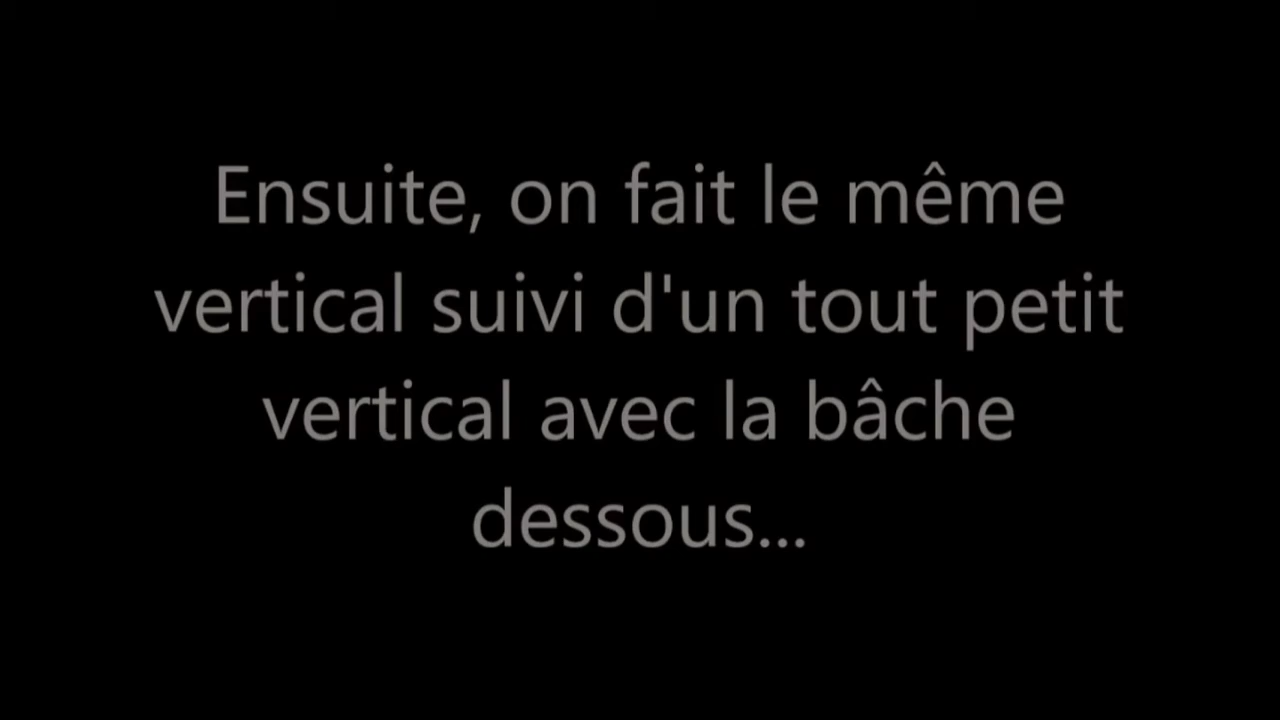 Ensuite, on fait le même
vertical suivi d'un tout petit
vertical avec la bâche
dessous...